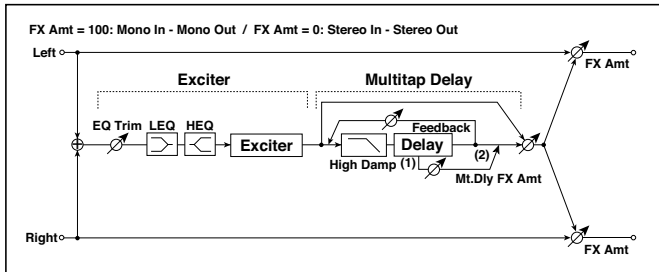 FX Amt = 100: Mono In - Mono Out / FX Amt = 0: Stereo In - Stereo Out
Left
FX Amt
Exciter
Multitap Delay
EQ Trim
LEQ
HEQ
Exciter
Feedback
High Damp
Delay
(1)
(2)
Mt.Dly FX Amt
Right
FX Amt